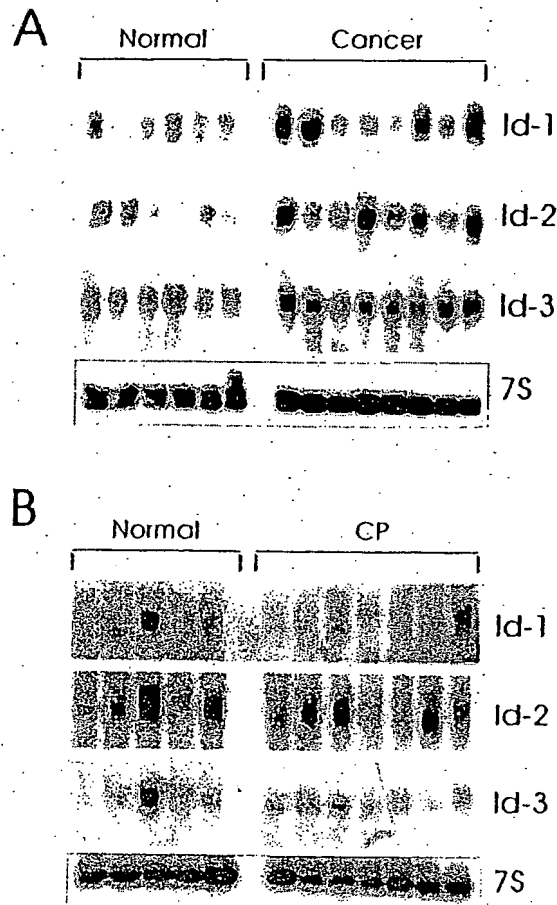 A
Normal Cancer
Id-1
Id-2
Id-3
7S
B
Normal CP
Id-1
Id-2
Id-3
7S